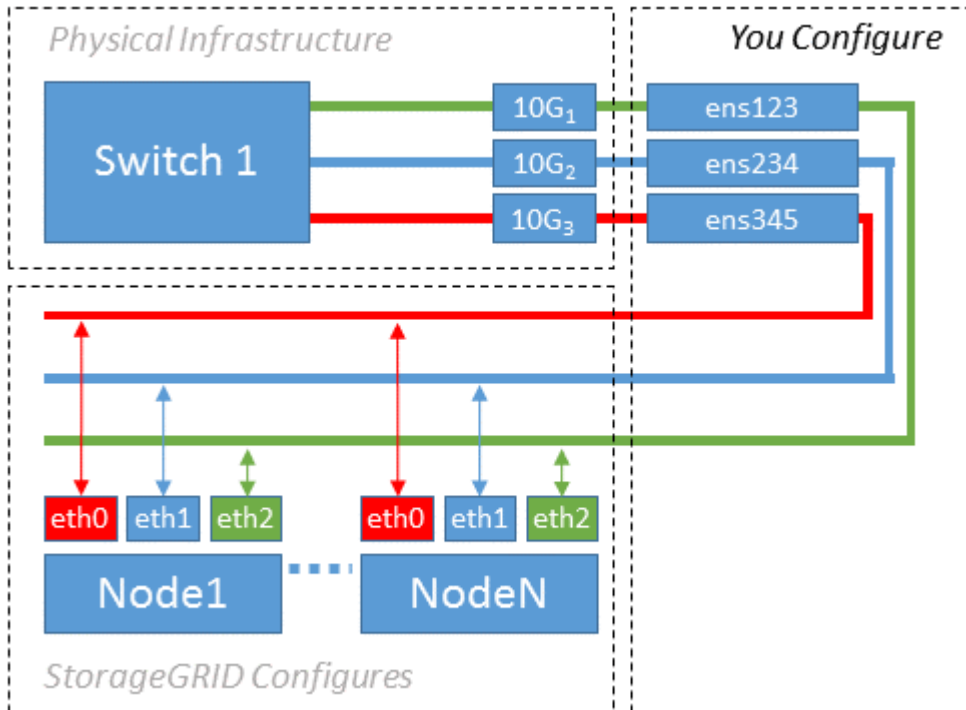 Physical Infrastructure
You Configure
Switch 1
10G₁
ens123
10G₂
ens234
10G₃
ens345
eth0 eth1 eth2
eth0 eth1 eth2
Node1
NodeN
StorageGRID Configures